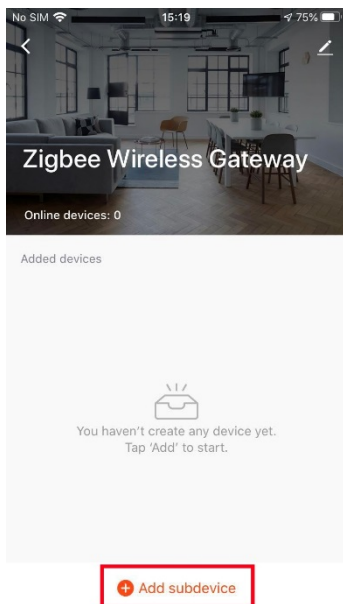 No SIM 15:19 75%
Zigbee Wireless Gateway
Online devices: 0
Added devices
You haven't create any device yet.
Tap 'Add' to start.
Add subdevice